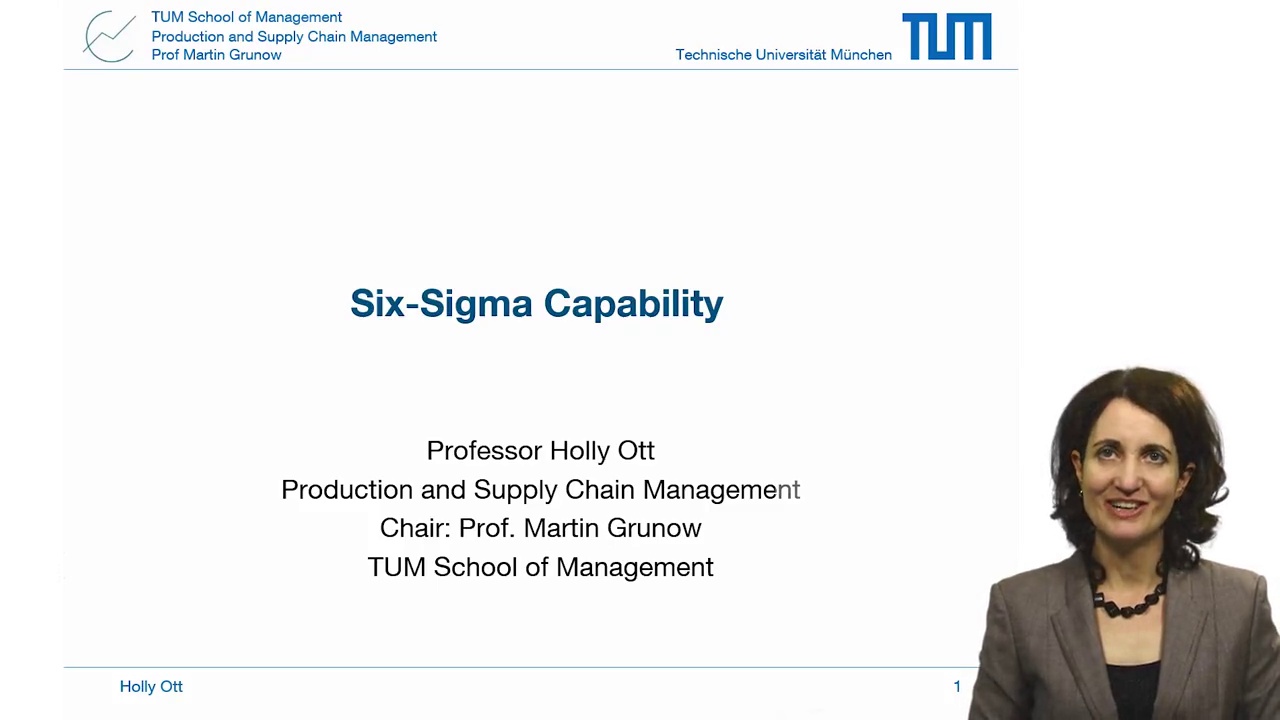 TUM School of Management
Production and Supply Chain Management
Prof Martin Grunow
Technische Universität München
TUM
Six-Sigma Capability
Professor Holly Ott
Production and Supply Chain Management
Chair: Prof. Martin Grunow
TUM School of Management
Holly Ott
1